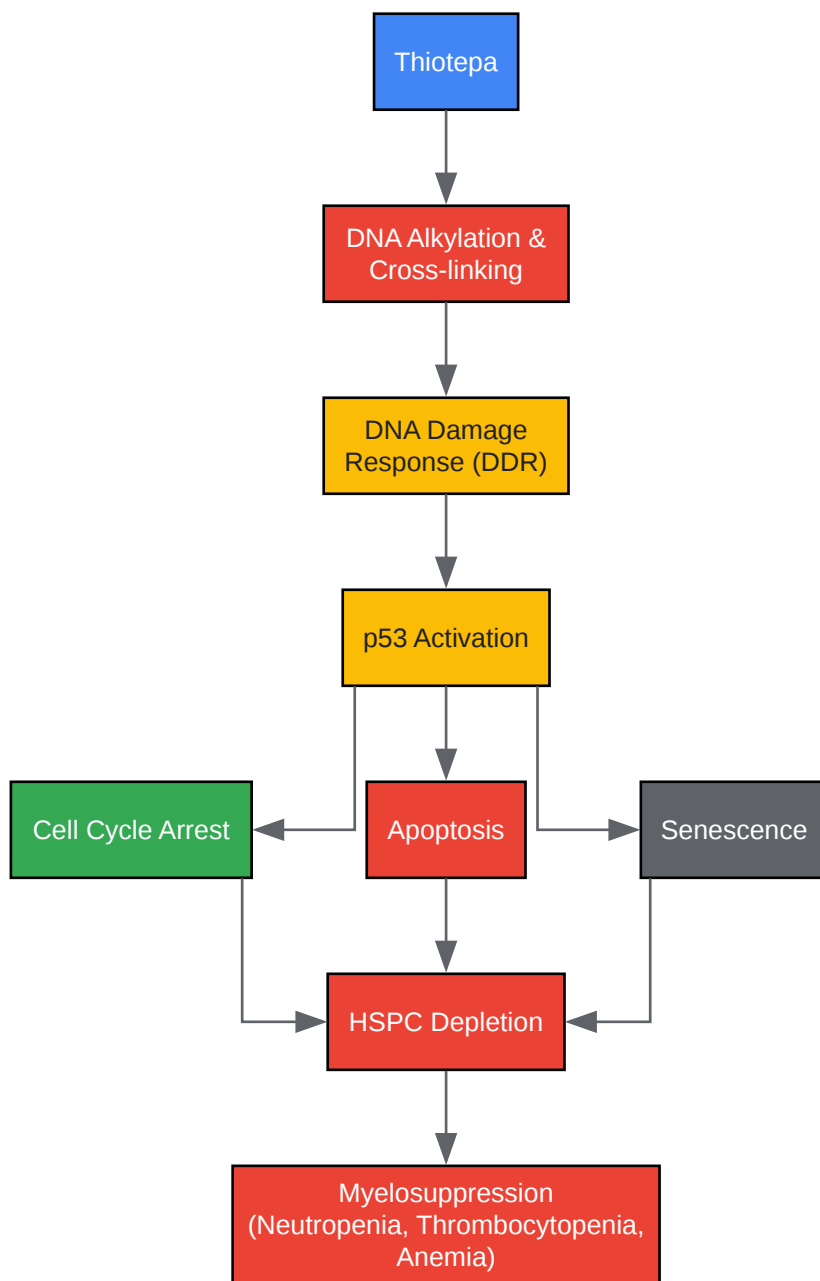 Thiotepa
DNA Alkylation &
Cross-linking
DNA Damage
Response (DDR)
p53 Activation
Cell Cycle Arrest
Apoptosis
Senescence
HSPC Depletion
Myelosuppression
(Neutropenia, Thrombocytopenia,
Anemia)